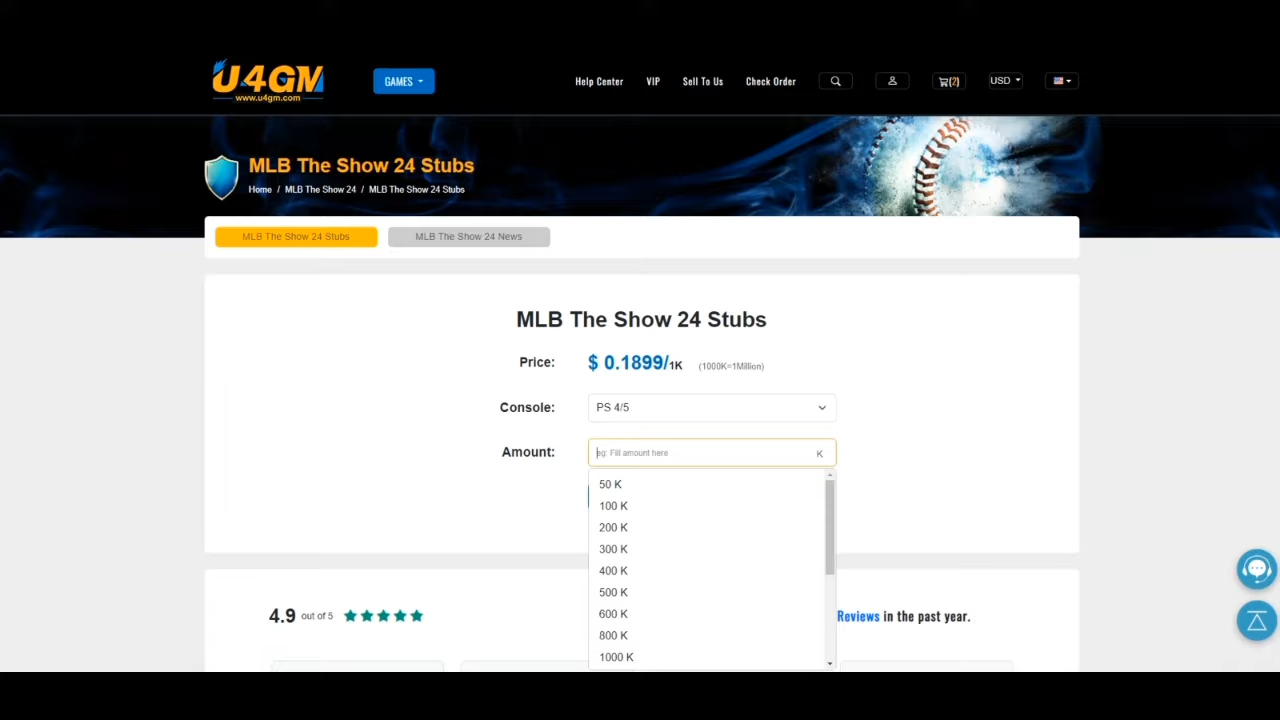 U4GM
www.u4gm.com
GAMES
Help Center
VIP
Sell To Us
Check Order
(2)
USD
MLB The Show 24 Stubs
Home / MLB The Show 24 / MLB The Show 24 Stubs
MLB The Show 24 Stubs
MLB The Show 24 News
MLB The Show 24 Stubs
Price: $ 0.1899/1K (1000K=1Million)
Console: PS 4/5
Amount: eg: Fill amount here K
50 K
100 K
200 K
300 K
400 K
500 K
600 K
800 K
1000 K
4.9 out of 5
Reviews in the past year.